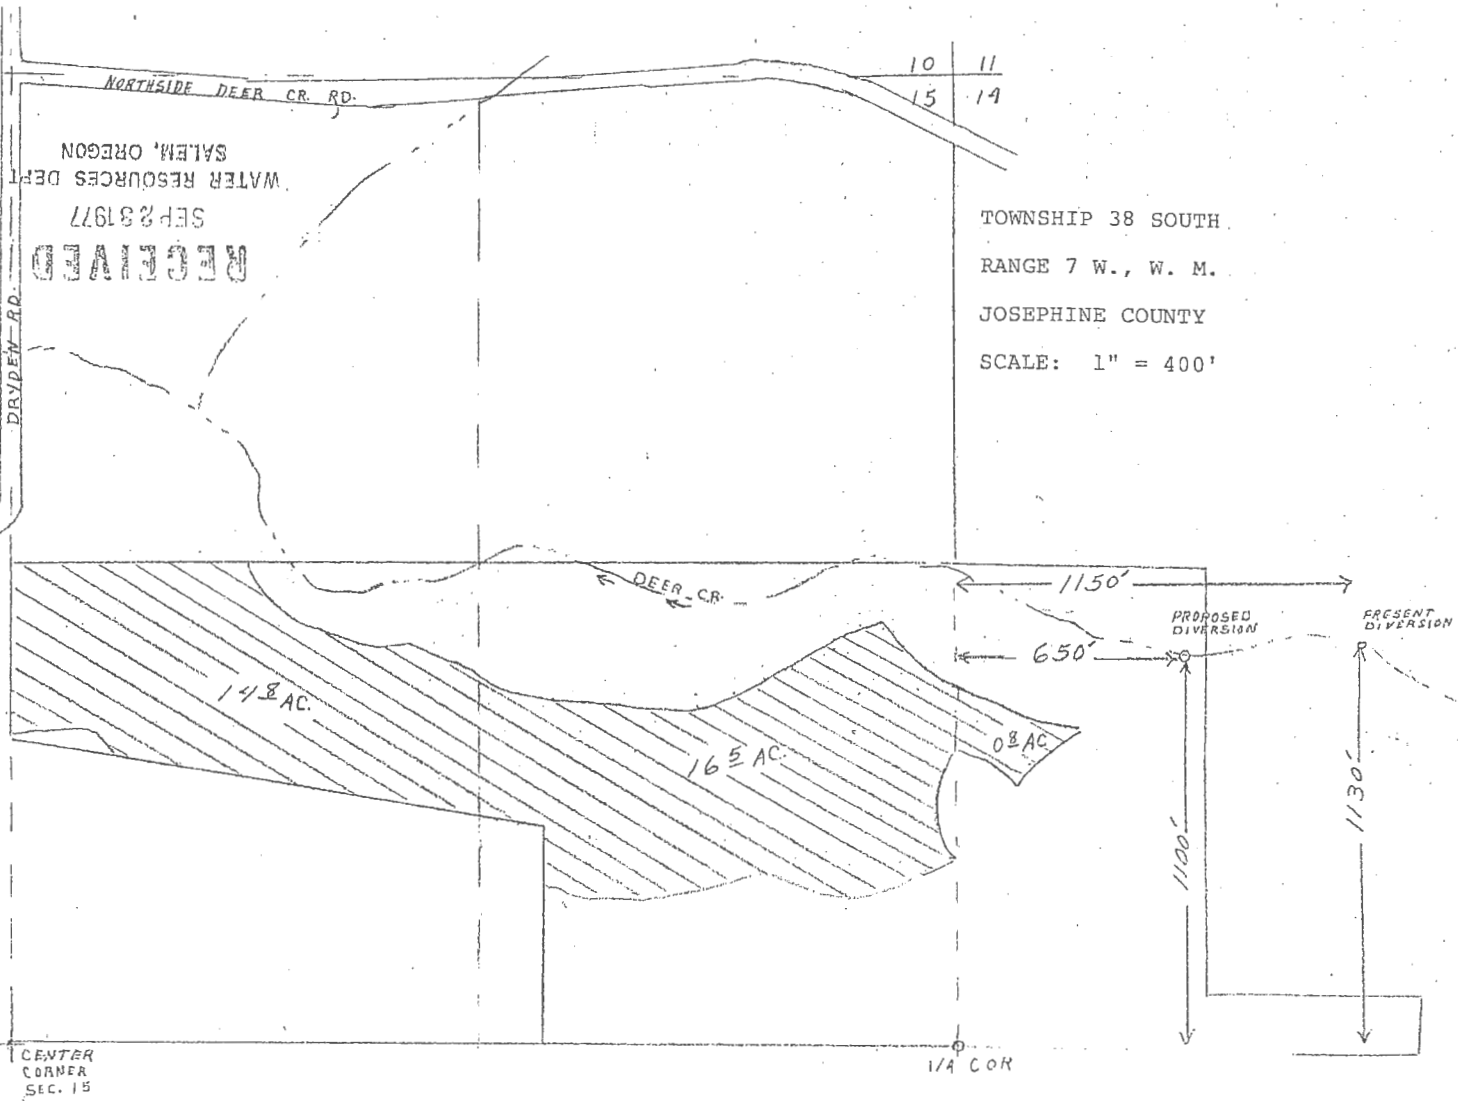 10 11
15 14
NORTHSIDE DEER CR. RD.
SALEM, OREGON
WATER RESOURCES DEPT
SEP 23 1977
RECEIVED
DRYDEN RD.
TOWNSHIP 38 SOUTH
RANGE 7 W., W. M.
JOSEPHINE COUNTY
SCALE: 1" = 400'
DEER CR.
1150'
PROPOSED
DIVERSION
PRESENT
DIVERSION
650'
14 8 AC.
16 5 AC.
0 8 AC
1100'
1130'
CENTER
CORNER
SEC. 15
1/4 COR